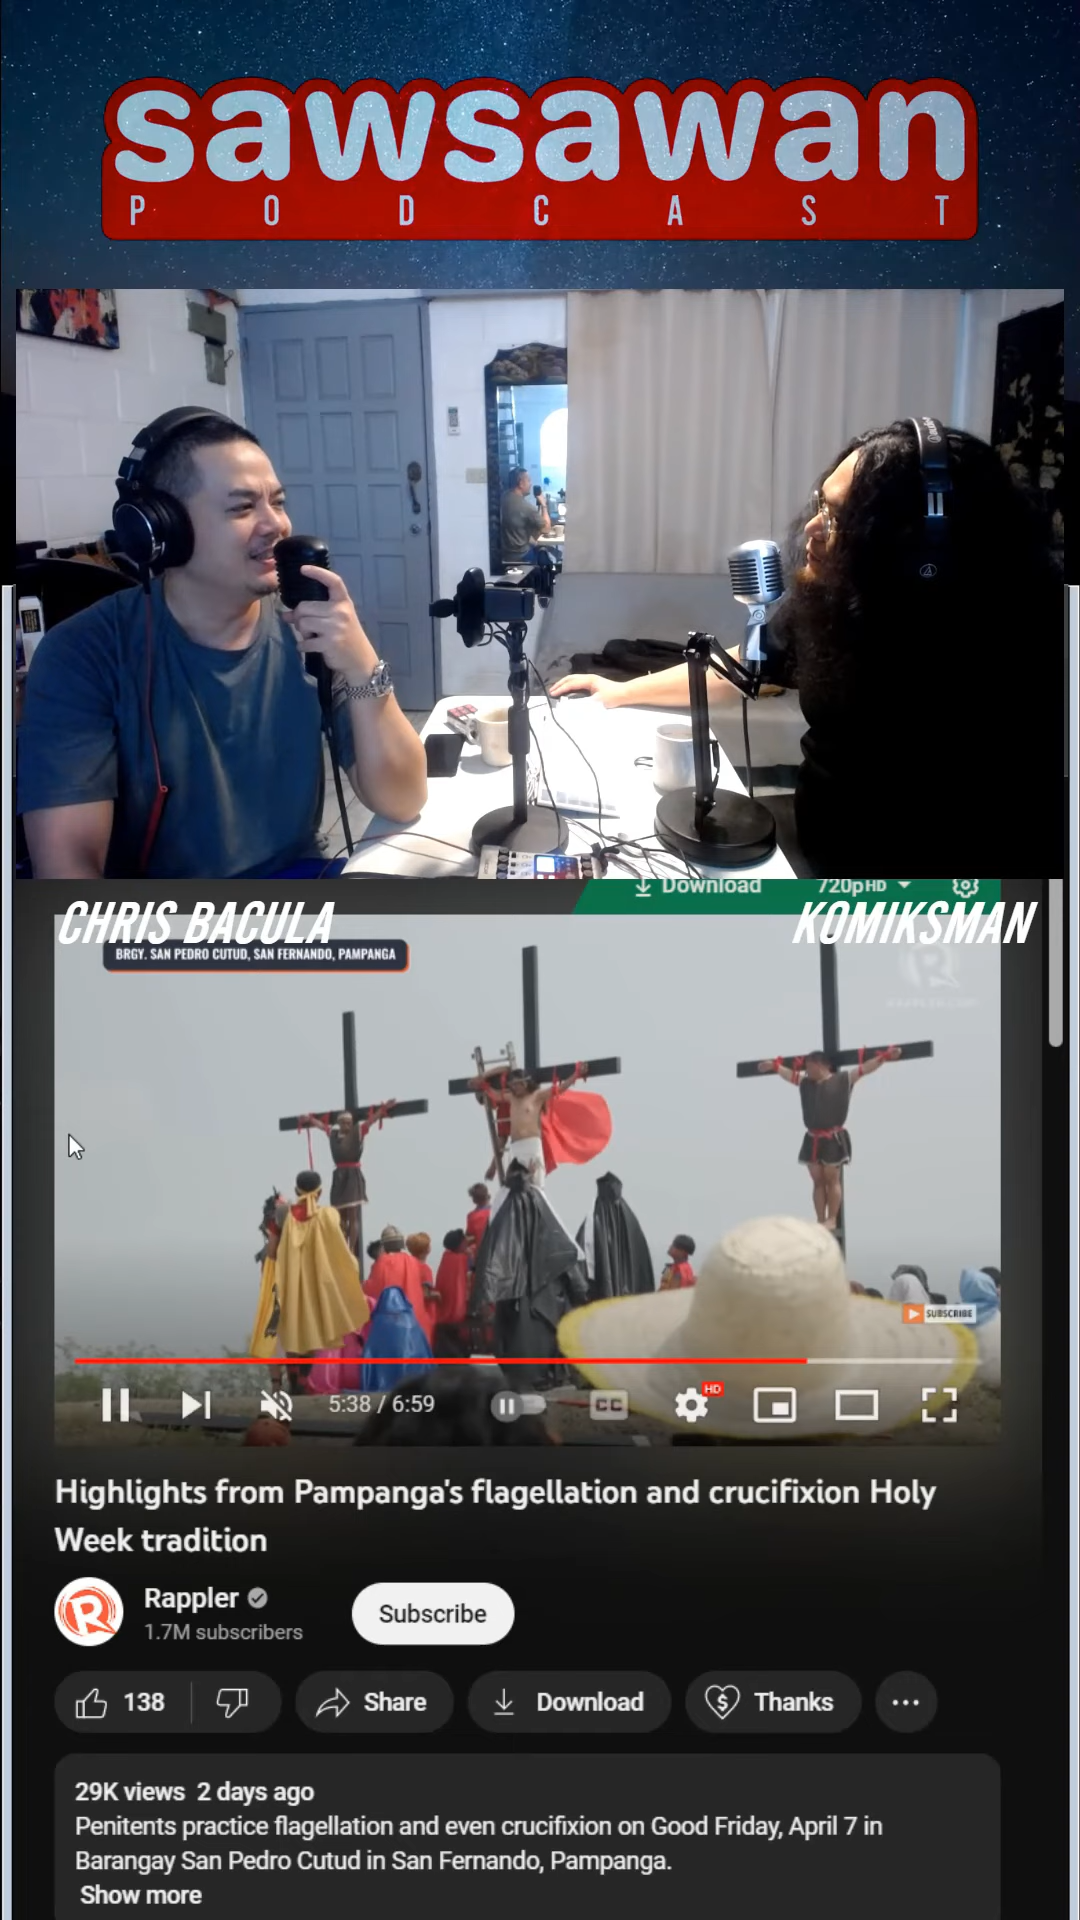 sawsawan
PODCAST
Download 720pHD
CHRIS BACULA
KOMIKSMAN
BRGY. SAN PEDRO CUTUD, SAN FERNANDO, PAMPANGA
SUBSCRIBE
HD
5:38 / 6:59
CC
Highlights from Pampanga's flagellation and crucifixion Holy
Week tradition
Rappler
1.7M subscribers
Subscribe
138
Share
Download
Thanks
29K views 2 days ago
Penitents practice flagellation and even crucifixion on Good Friday, April 7 in
Barangay San Pedro Cutud in San Fernando, Pampanga.
Show more